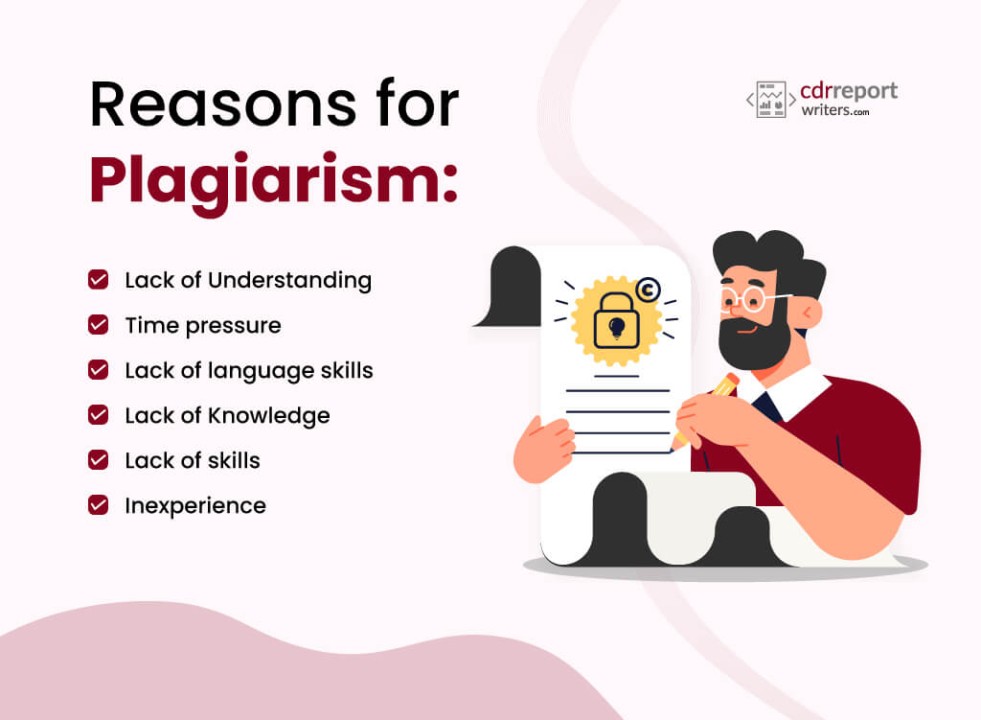 Reasons for
Plagiarism:
cdrreport
writers.com
©
Lack of Understanding
Time pressure
Lack of language skills
Lack of Knowledge
Lack of skills
Inexperience